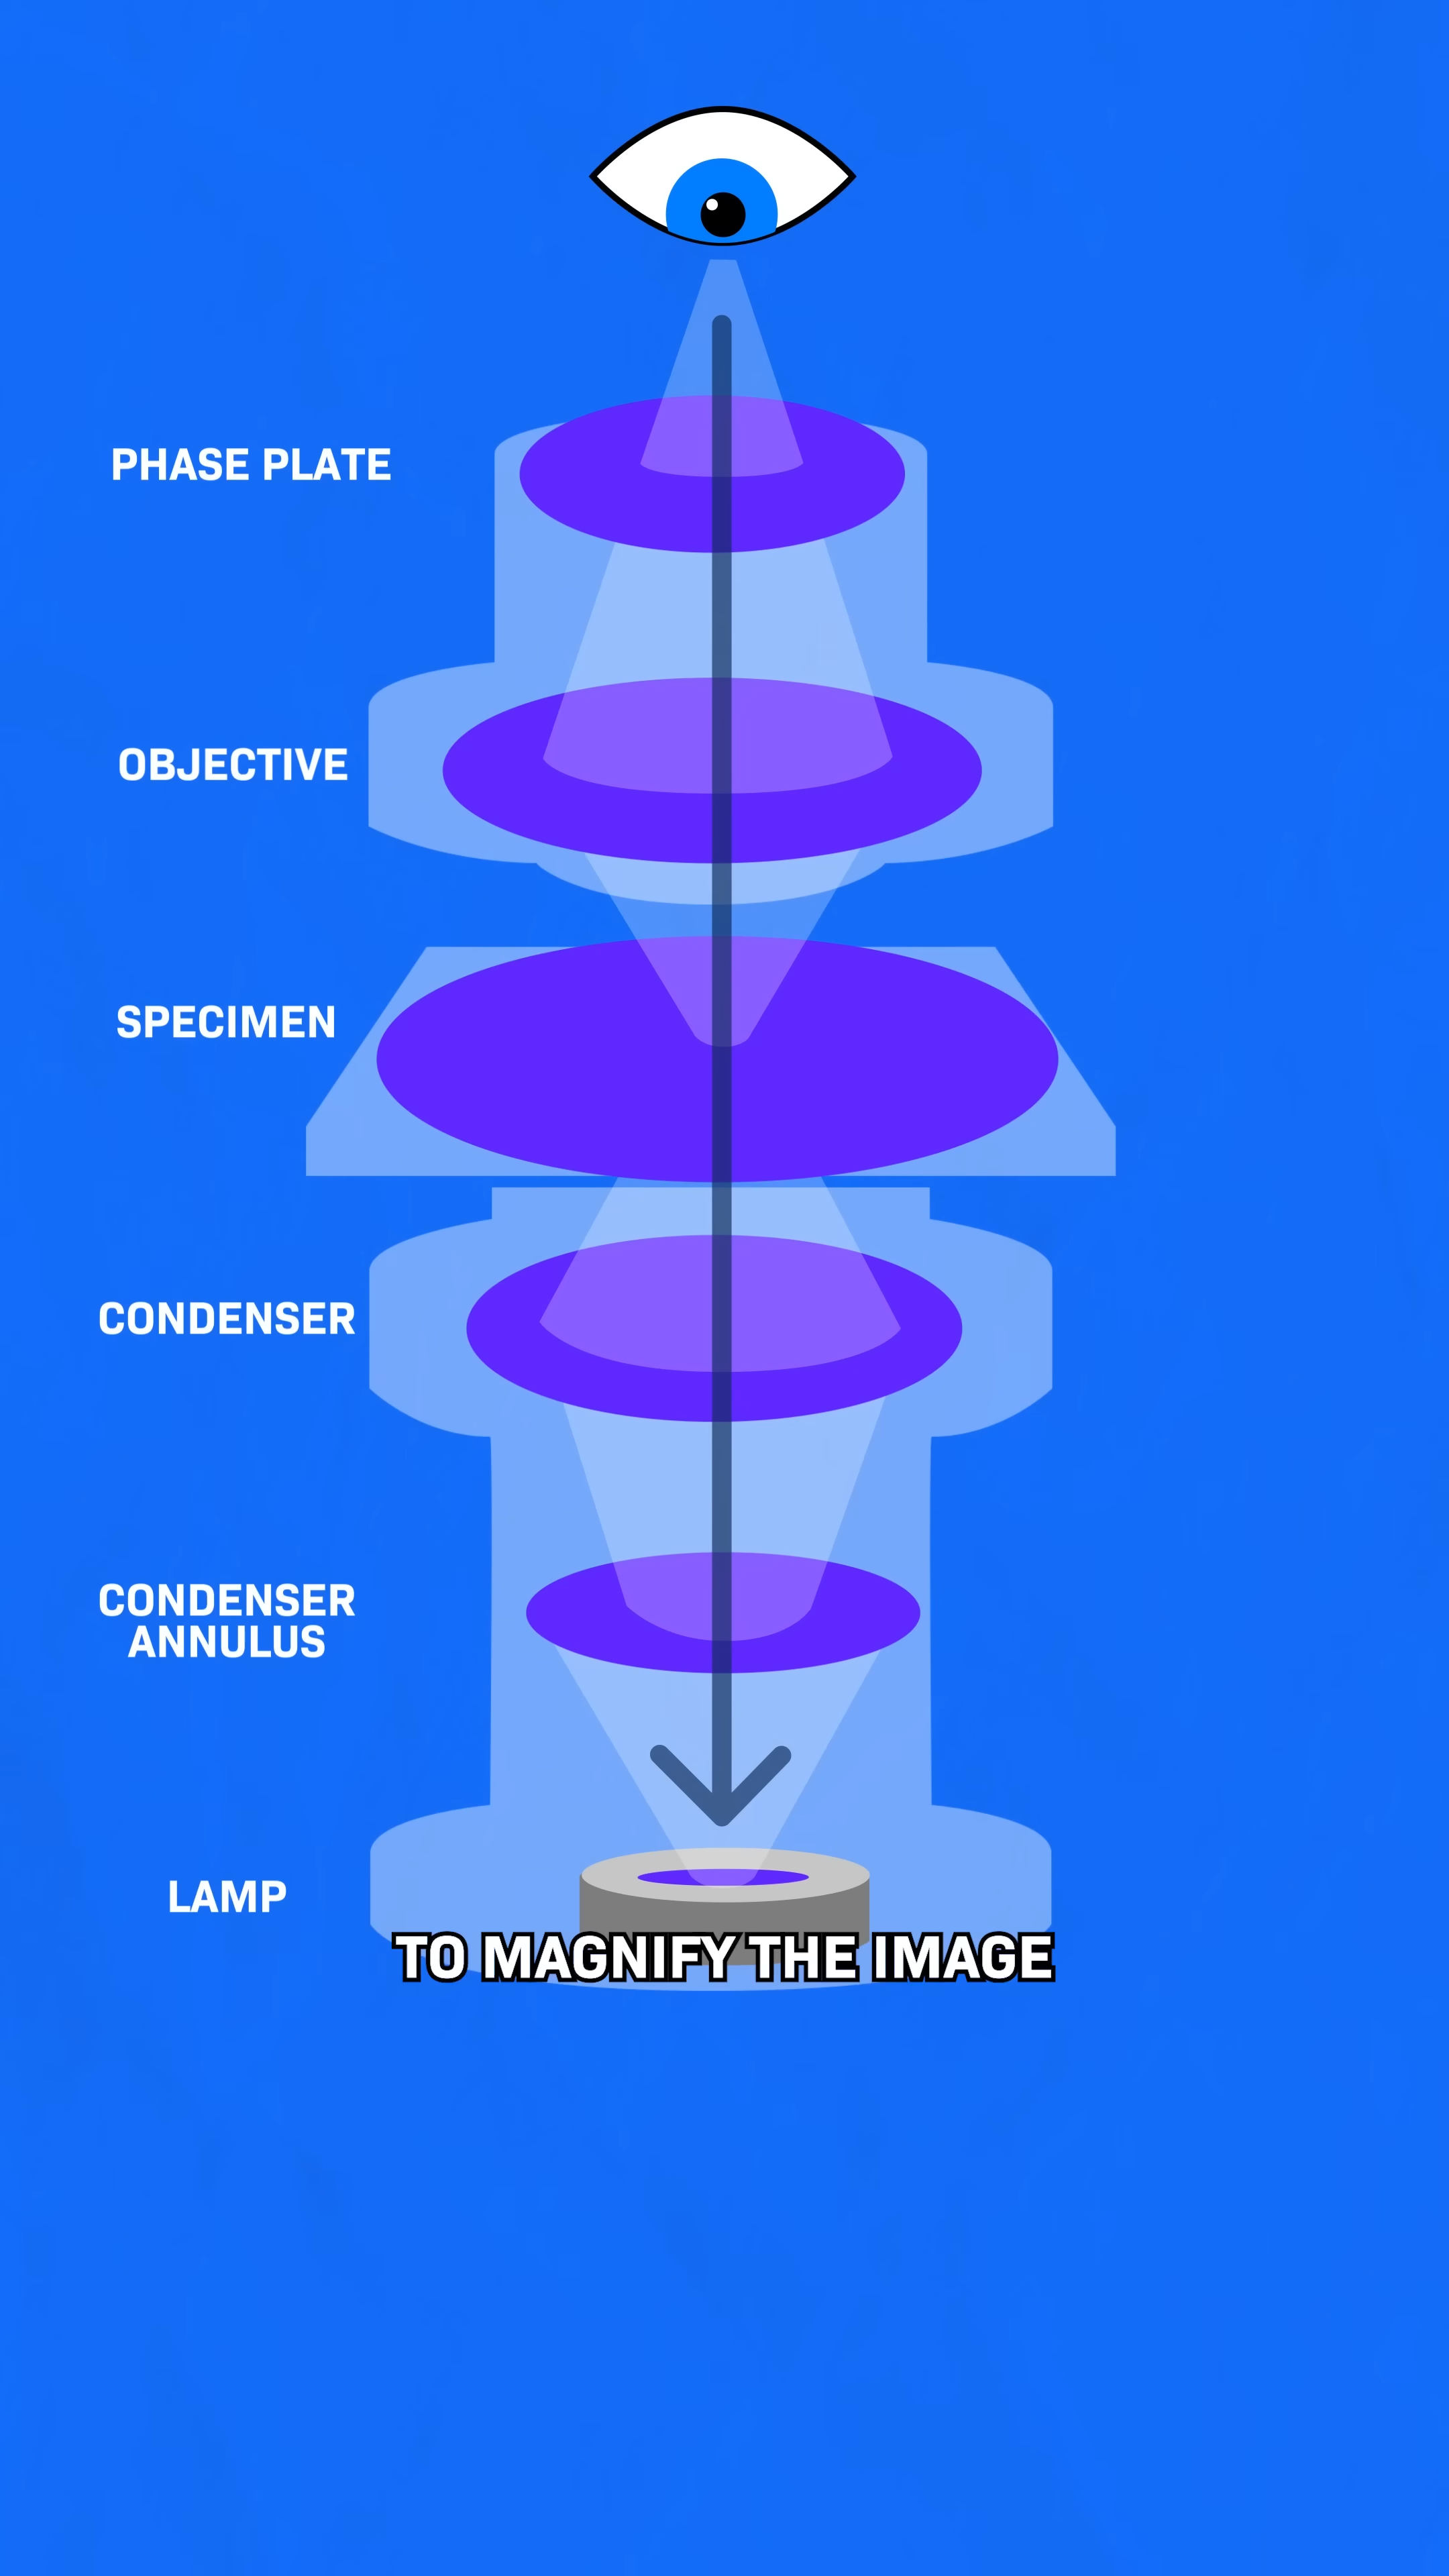 PHASE PLATE
OBJECTIVE
SPECIMEN
CONDENSER
CONDENSER
ANNULUS
LAMP
TO MAGNIFY THE IMAGE